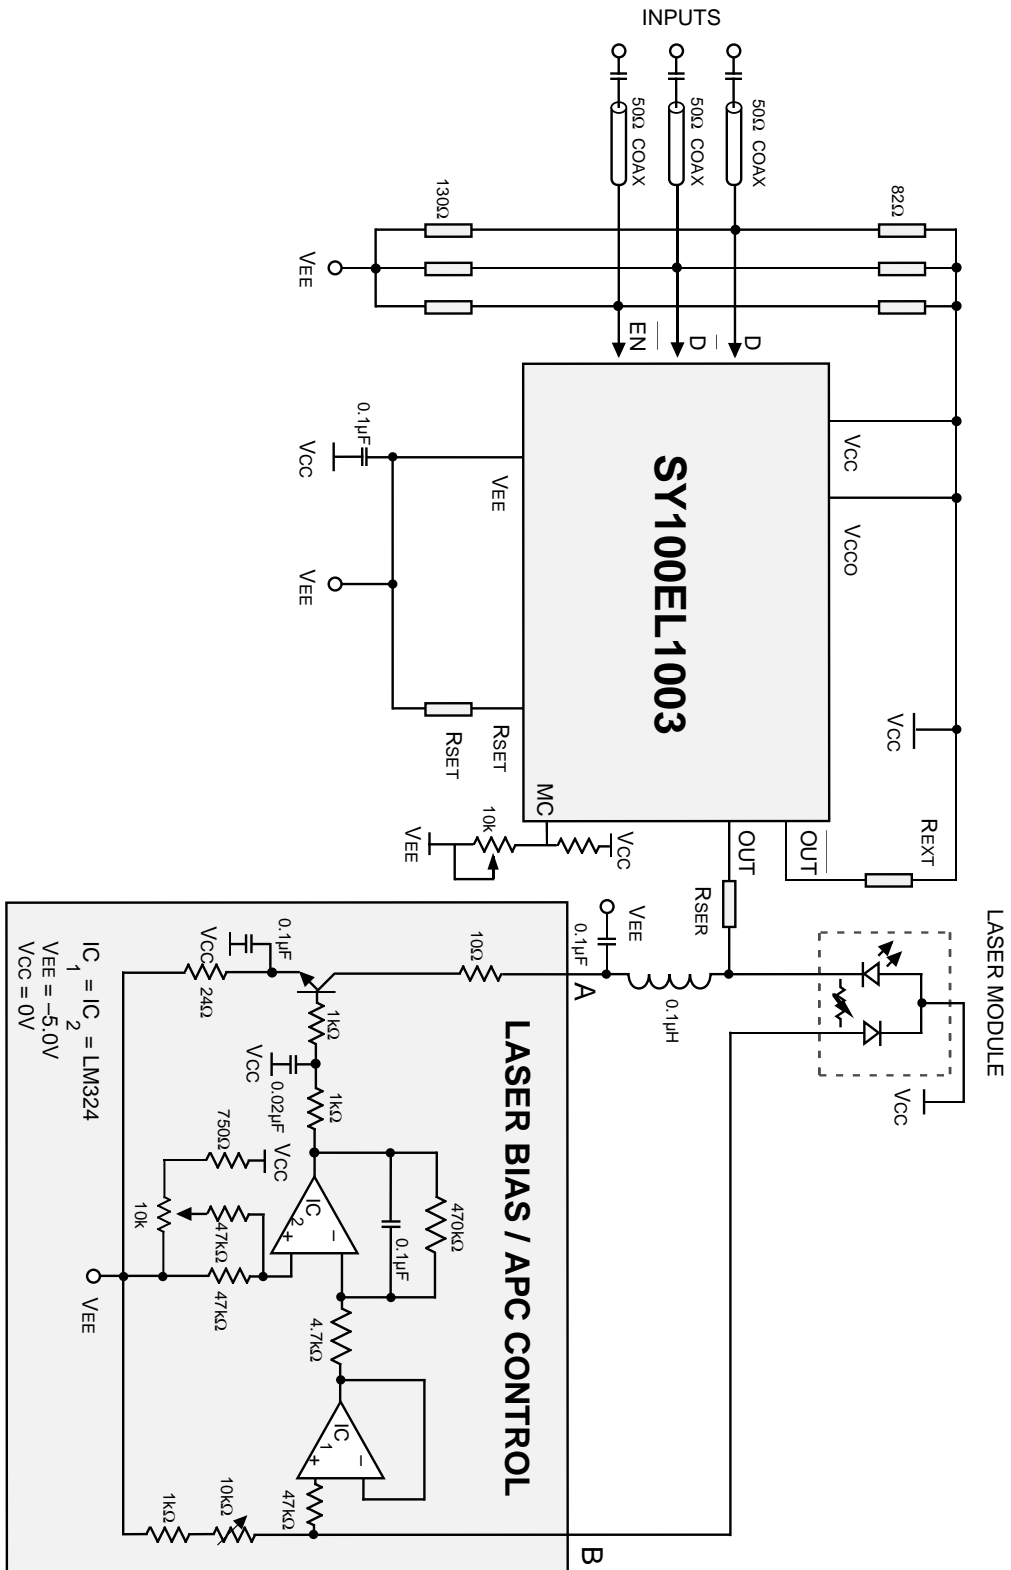 INPUTS
50Ω COAX
50Ω COAX
50Ω COAX
130Ω
82Ω
VEE
EN
D
D
VCC
VCCO
VEE
0.1µF
VCC
VEE
SY100EL1003
RSET
RSET
MC
10k
VEE
VCC
OUT
OUT
REXT
VCC
RSER
LASER MODULE
VCC
VEE
0.1µF
0.1µH
A
LASER BIAS / APC CONTROL
10Ω
0.1µF
VCC
24Ω
1kΩ
VCC
0.02µF
1kΩ
750Ω
VCC
10k
47kΩ
47kΩ
VEE
IC2
+
–
0.1µF
470kΩ
4.7kΩ
IC1
+
–
47kΩ
10kΩ
1kΩ
B
IC1 = IC2 = LM324
VEE = –5.0V
VCC = 0V